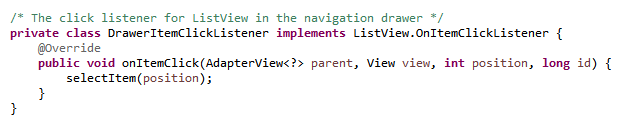 /* The click listener for ListView in the navigation drawer */
private class DrawerItemClickListener implements ListView.OnItemClickListener {
    @Override
    public void onItemClick(AdapterView<?> parent, View view, int position, long id) {
        selectItem(position);
    }
}